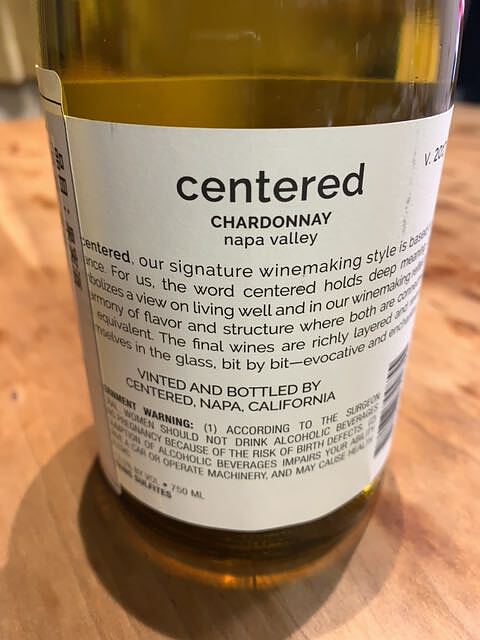 centered
CHARDONNAY
napa valley
centered, our signature winemaking style is based
. For us, the word centered holds deep
a view on living well and in our winemaking
of flavor and structure where both are
equivalent. The final wines are richly layered and
in the glass, bit by bit—evocative and
VINTED AND BOTTLED BY
CENTERED, NAPA, CALIFORNIA
WARNING: (1) ACCORDING TO THE SURGEON
WOMEN SHOULD NOT DRINK ALCOHOLIC BEVERAGES
PREGNANCY BECAUSE OF THE RISK OF BIRTH DEFECTS.
OF ALCOHOLIC BEVERAGES IMPAIRS YOUR ABILITY
A CAR OR OPERATE MACHINERY, AND MAY CAUSE HEALTH
BY VOL • 750 ML
SULFITES